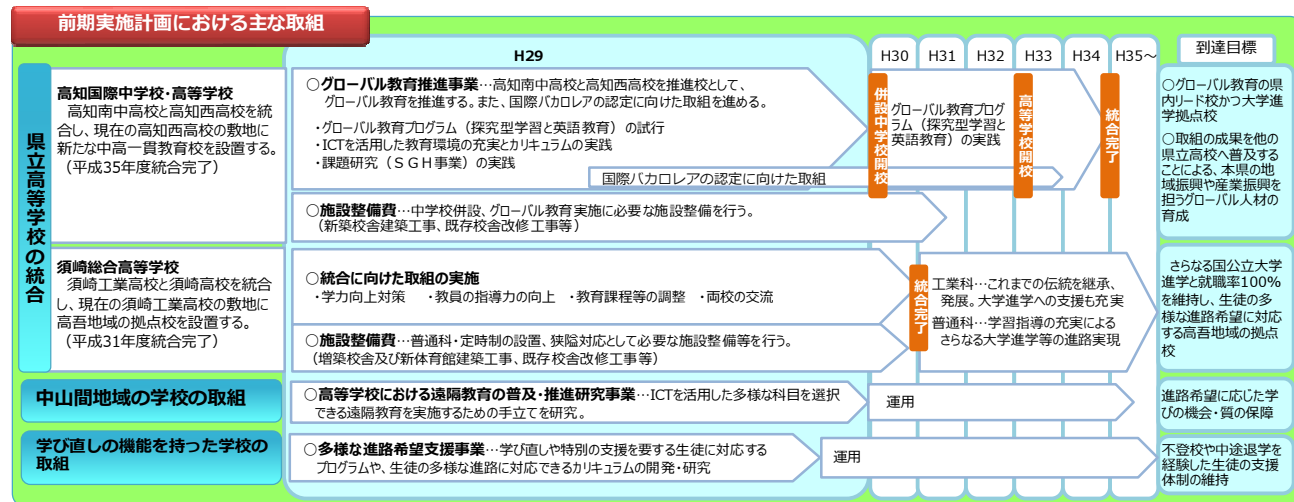 前期実施計画における主な取組
H29
H30
H31
H32
H33
H34
H35～
到達目標
県立高等学校の統合
高知国際中学校・高等学校
高知南中高校と高知西高校を統
合し、現在の高知西高校の敷地に
新たな中高一貫教育校を設置する。
（平成35年度統合完了）
○グローバル教育推進事業…高知南中高校と高知西高校を推進校として、
グローバル教育を推進する。また、国際バカロレアの認定に向けた取組を進める。
・グローバル教育プログラム（探究型学習と英語教育）の試行
・ICTを活用した教育環境の充実とカリキュラムの実践
・課題研究（ＳＧＨ事業）の実践
国際バカロレアの認定に向けた取組
併設中学校開校
グローバル教育プログ
ラム（探究型学習と
英語教育）の実践
高等学校開校
統合完了
○グローバル教育の県
内リード校かつ大学進
学拠点校
○取組の成果を他の
県立高校へ普及する
ことによる、本県の地
域振興や産業振興を
担うグローバル人材の
育成
○施設整備費…中学校併設、グローバル教育実施に必要な施設整備を行う。
（新築校舎建築工事、既存校舎改修工事等）
須崎総合高等学校
須崎工業高校と須崎高校を統合
し、現在の須崎工業高校の敷地に
高吾地域の拠点校を設置する。
（平成31年度統合完了）
○統合に向けた取組の実施
・学力向上対策　・教員の指導力の向上　・教育課程等の調整　・両校の交流
○施設整備費…普通科・定時制の設置、狭隘対応として必要な施設整備等を行う。
（増築校舎及び新体育館建築工事、既存校舎改修工事等）
統合完了
工業科…これまでの伝統を継承、
発展。大学進学への支援も充実
普通科…学習指導の充実による
さらなる大学進学等の進路実現
さらなる国公立大学
進学と就職率100％
を維持し、生徒の多
様な進路希望に対応
する高吾地域の拠点
校
中山間地域の学校の取組
○高等学校における遠隔教育の普及・推進研究事業…ICTを活用した多様な科目を選択
できる遠隔教育を実施するための手立てを研究。
運用
進路希望に応じた学
びの機会・質の保障
学び直しの機能を持った学校の
取組
○多様な進路希望支援事業…学び直しや特別の支援を要する生徒に対応する
プログラムや、生徒の多様な進路に対応できるカリキュラムの開発・研究
運用
不登校や中途退学を
経験した生徒の支援
体制の維持